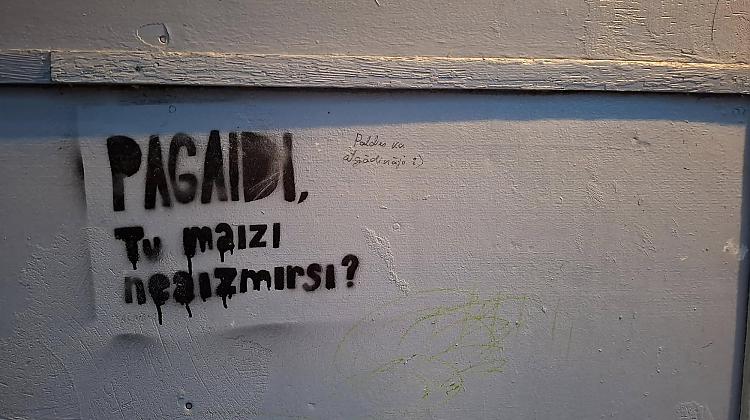 PAGAIDI,
Tu maizi
neaizmirsi?
Paldies ka
atgādināji :)